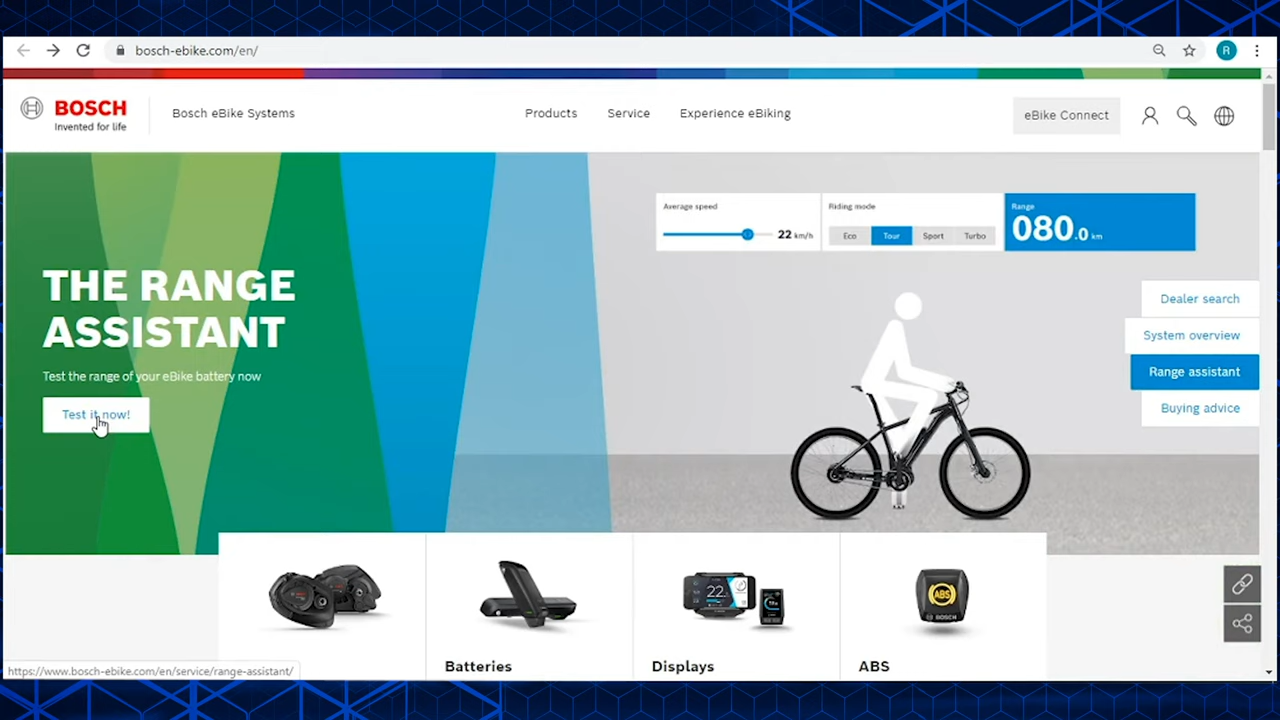 bosch-ebike.com/en/
R
BOSCH
Invented for life
Bosch eBike Systems
Products
Service
Experience eBiking
eBike Connect
Average speed
22 km/h
Riding mode
Eco
Tour
Sport
Turbo
Range
080.0 km
THE RANGE
ASSISTANT
Test the range of your eBike battery now
Test it now!
Dealer search
System overview
Range assistant
Buying advice
22
ABS
BOSCH
Batteries
Displays
ABS
https://www.bosch-ebike.com/en/service/range-assistant/